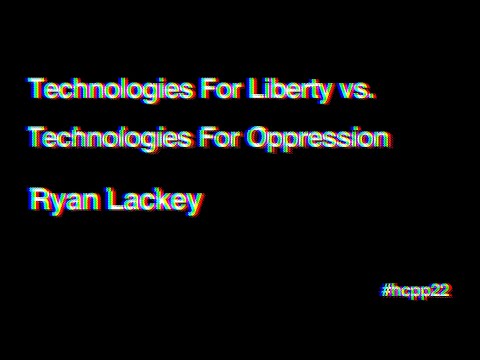 Technologies For Liberty vs.
Technologies For Oppression
Ryan Lackey
#hcpp22